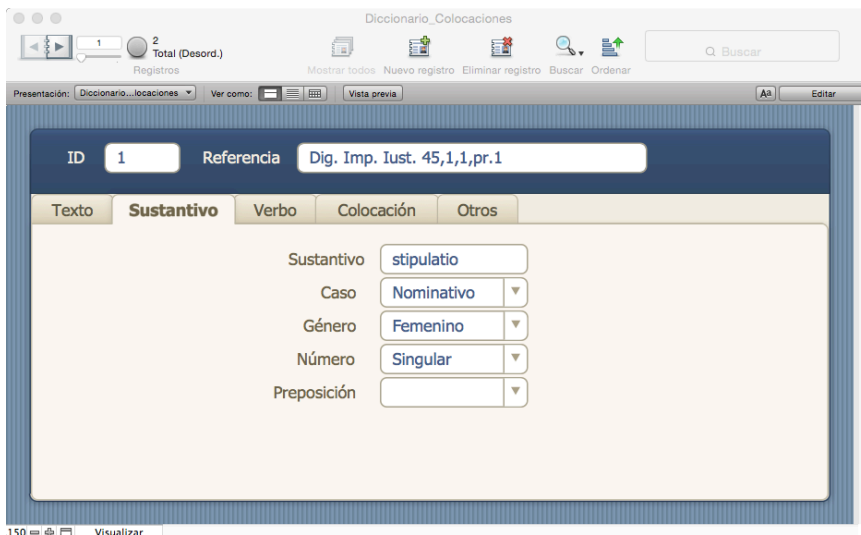 Diccionario_Colocaciones
1
2
Total (Desord.)
Registros
Mostrar todos Nuevo registro Eliminar registro Buscar Ordenar
Buscar
Presentación: Diccionario...locaciones Ver como: Vista previa Aa Editar
ID 1 Referencia Dig. Imp. Iust. 45,1,1,pr.1
Texto Sustantivo Verbo Colocación Otros
Sustantivo stipulatio
Caso Nominativo
Género Femenino
Número Singular
Preposición
150 Visualizar